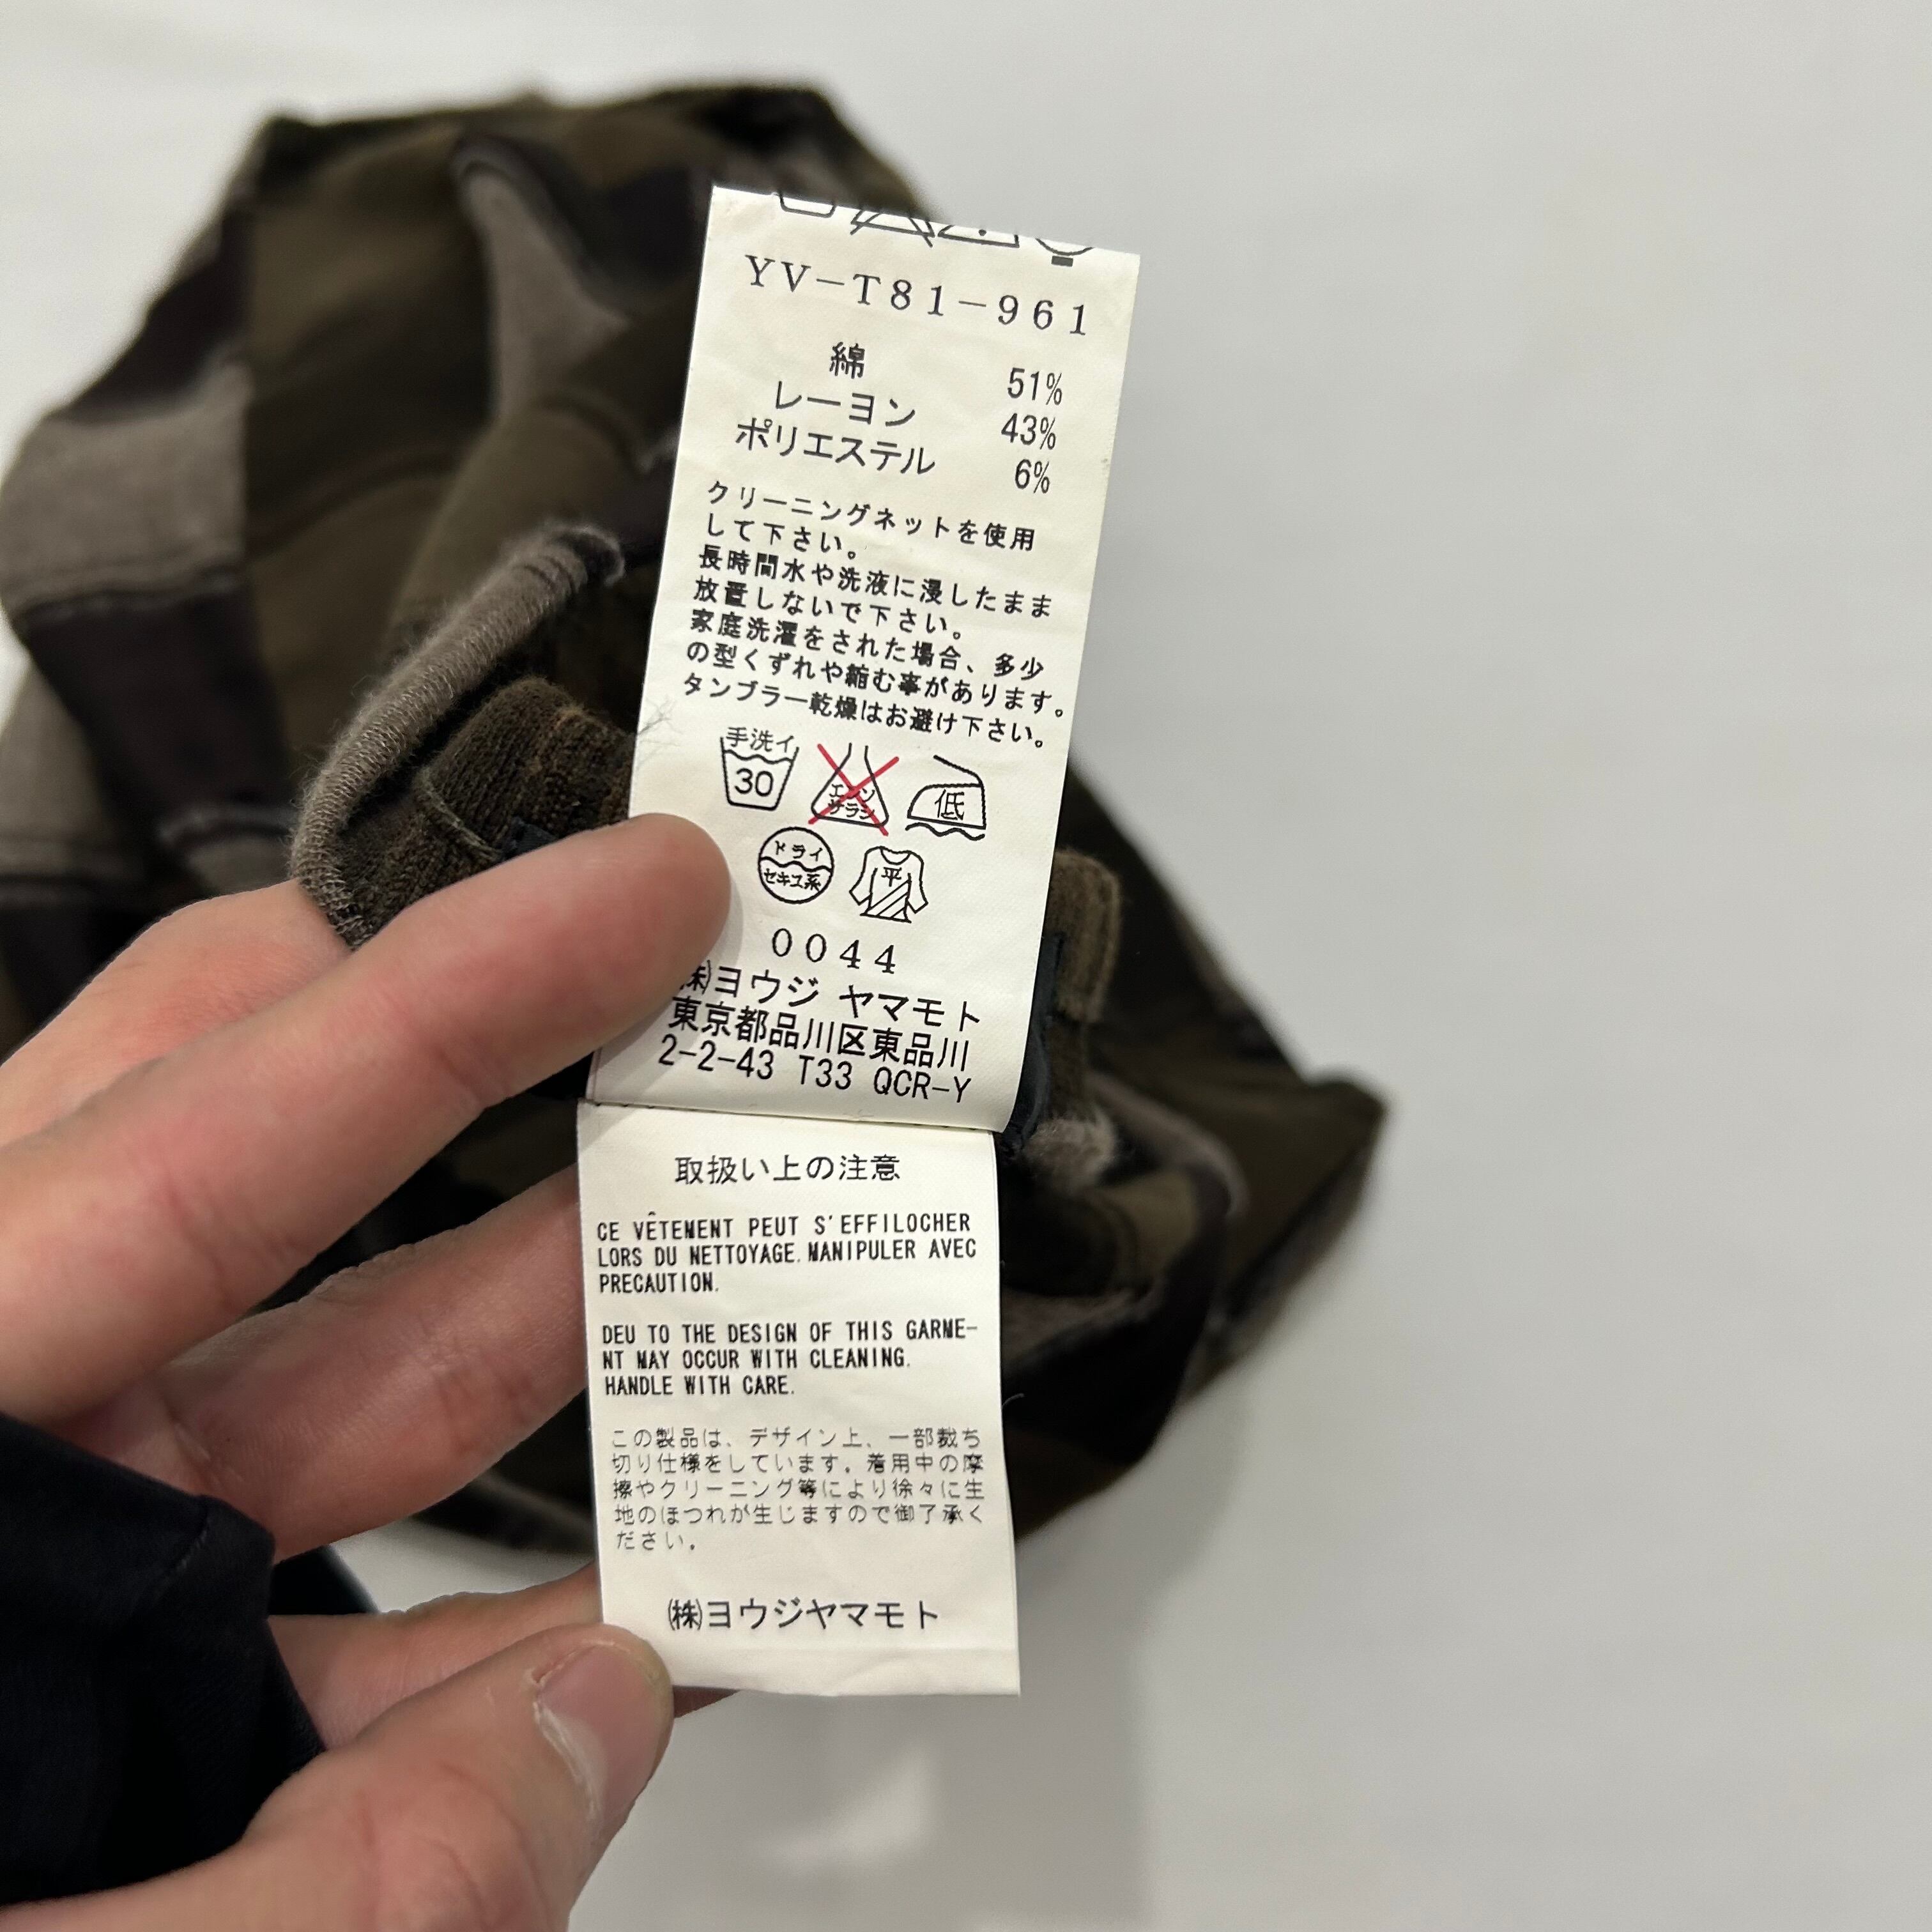 YV-T81-961
綿 51%
レーヨン 43%
ポリエステル 6%
クリーニングネットを使用
して下さい。
長時間水や洗液に浸したまま
放置しないで下さい。
家庭洗濯をされた場合、多少
の型くずれや縮む事があります。
タンブラー乾燥はお避け下さい。
手洗イ
30
エンソ
サラシ
低
ドライ
セキユ系
平
0044
㈱ヨウジ ヤマモト
東京都品川区東品川
2-2-43 T33 QCR-Y
取扱い上の注意
CE VÊTEMENT PEUT S'EFFILOCHER
LORS DU NETTOYAGE. MANIPULER AVEC
PRECAUTION.
DEU TO THE DESIGN OF THIS GARME-
NT MAY OCCUR WITH CLEANING.
HANDLE WITH CARE.
この製品は、デザイン上、一部裁ち
切り仕様をしています。着用中の摩
擦やクリーニング等により徐々に生
地のほつれが生じますので御了承く
ださい。
㈱ヨウジヤマモト